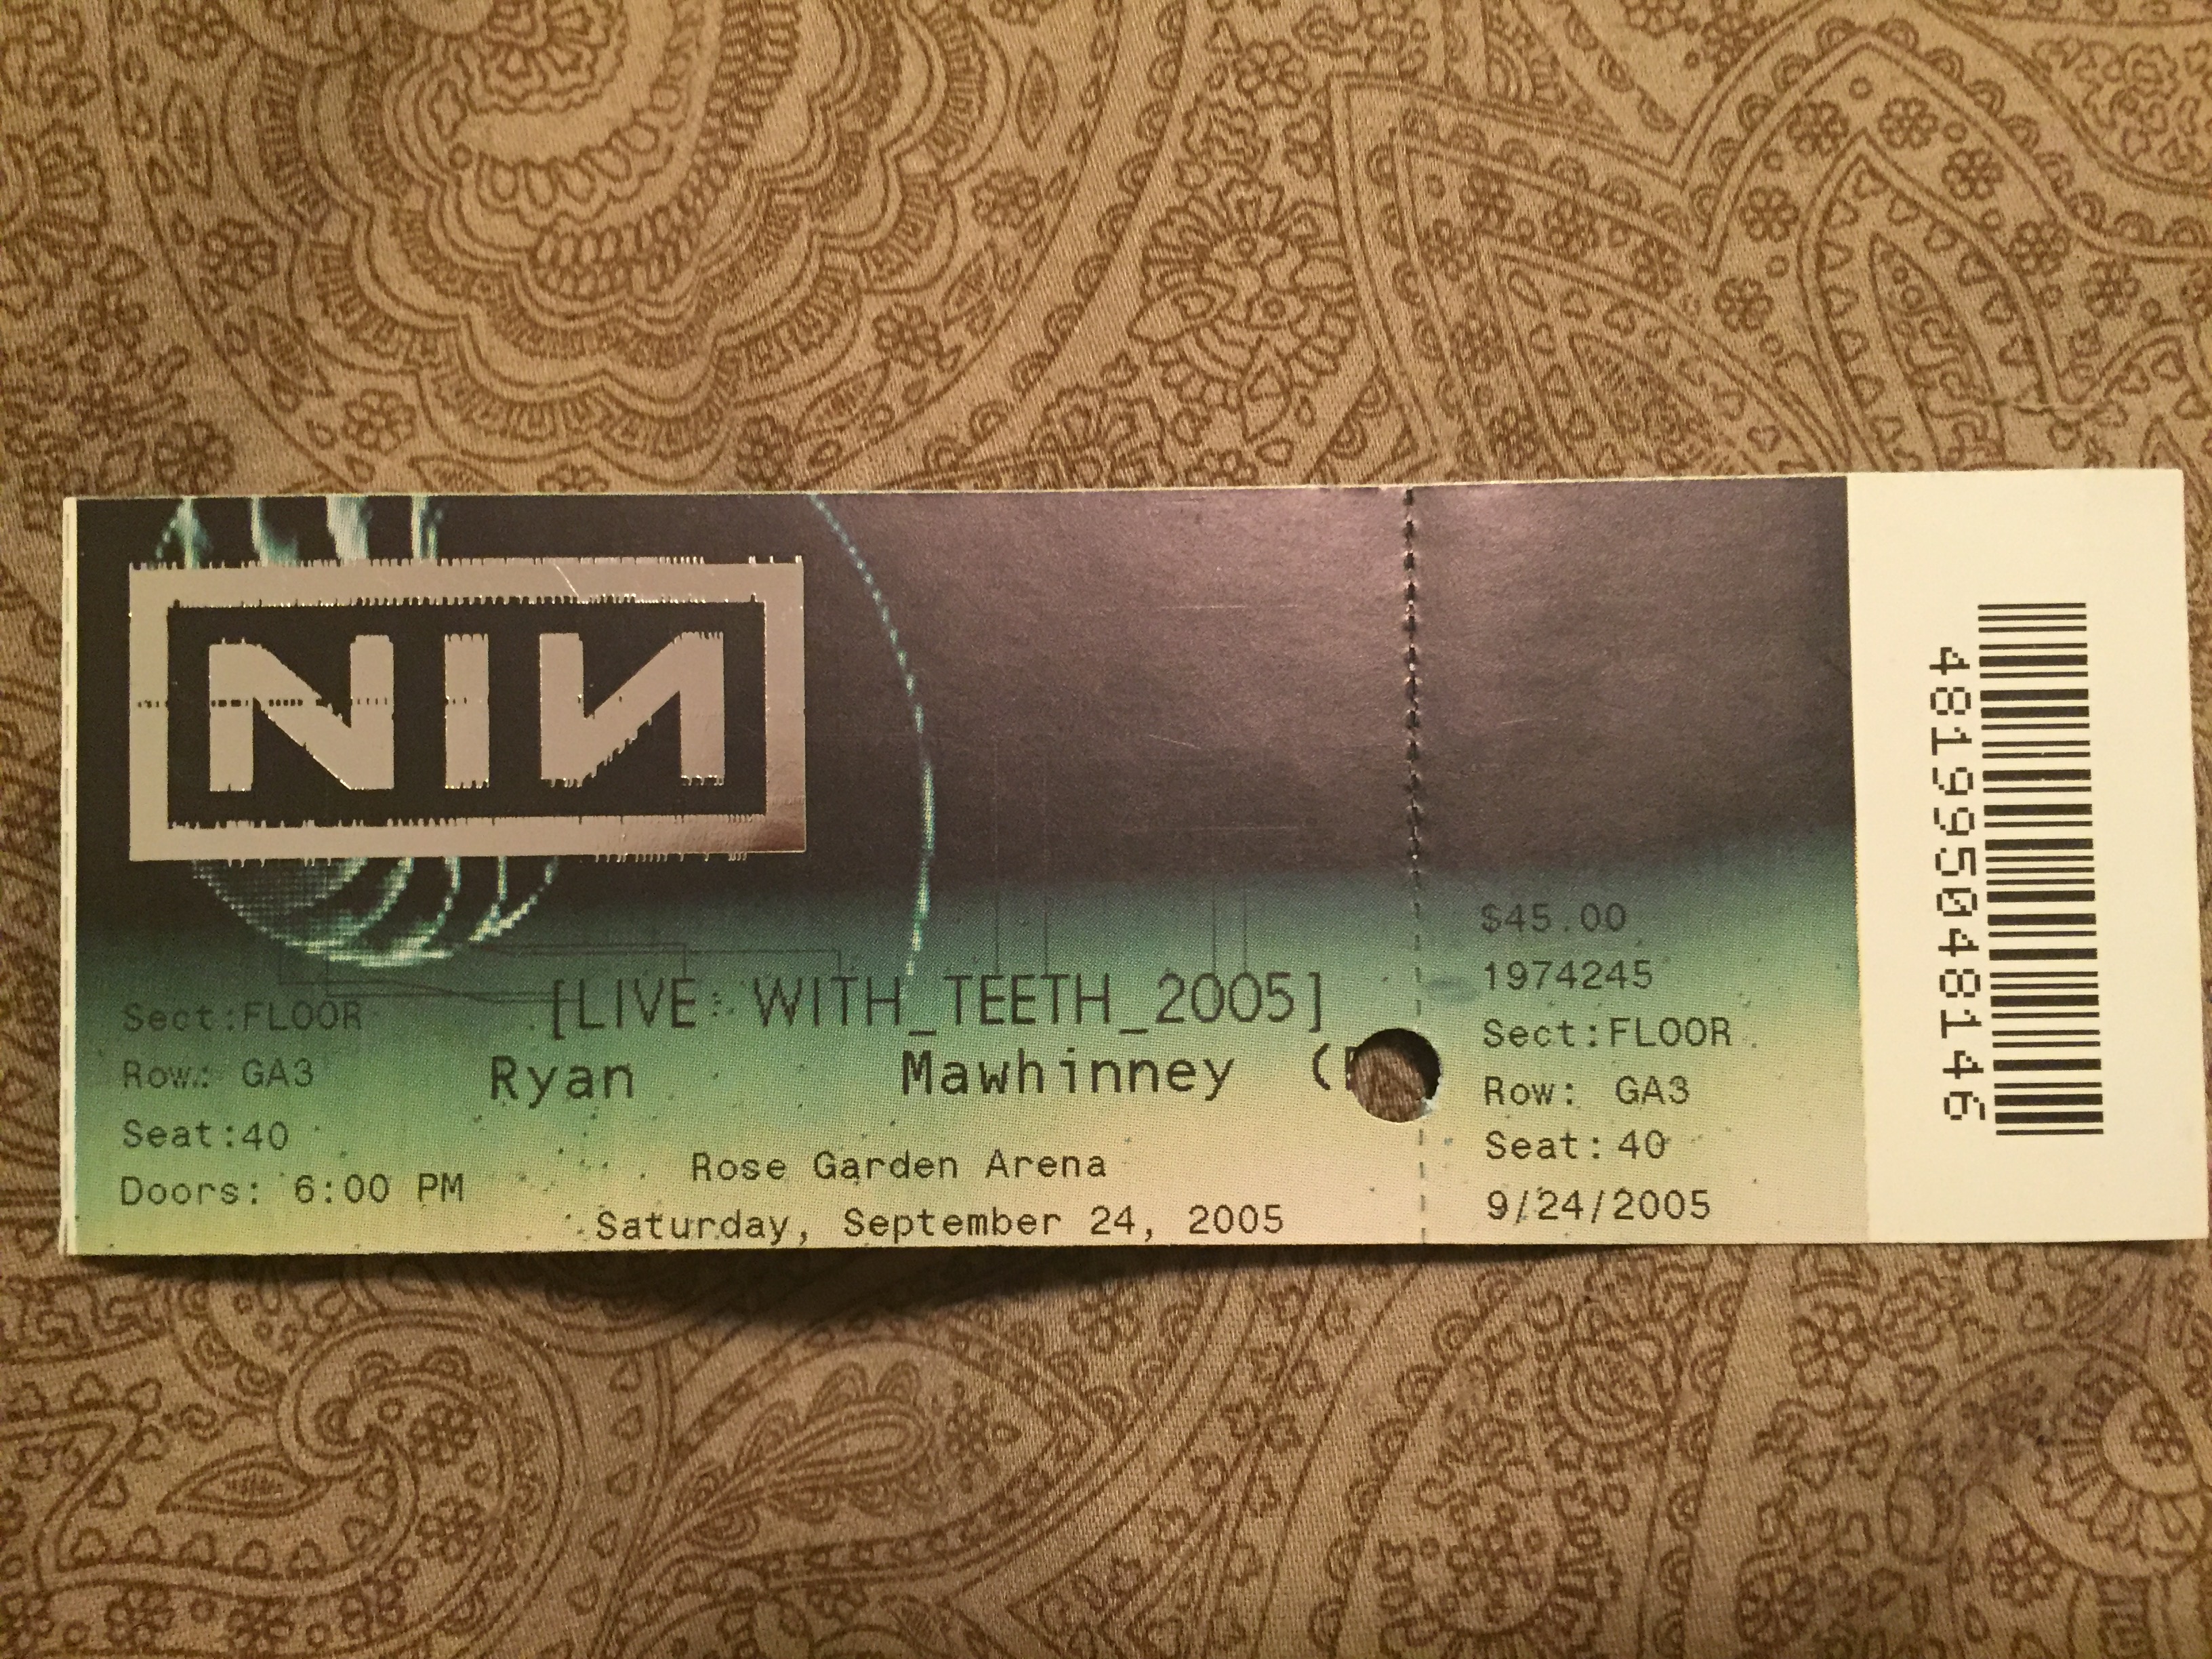 NIN
[LIVE: WITH_TEETH_2005]
Ryan Mawhinney (
Sect:FLOOR
Row: GA3
Seat:40
Doors: 6:00 PM
Rose Garden Arena
Saturday, September 24, 2005
$45.00
1974245
Sect:FLOOR
Row: GA3
Seat:40
9/24/2005
481995048146